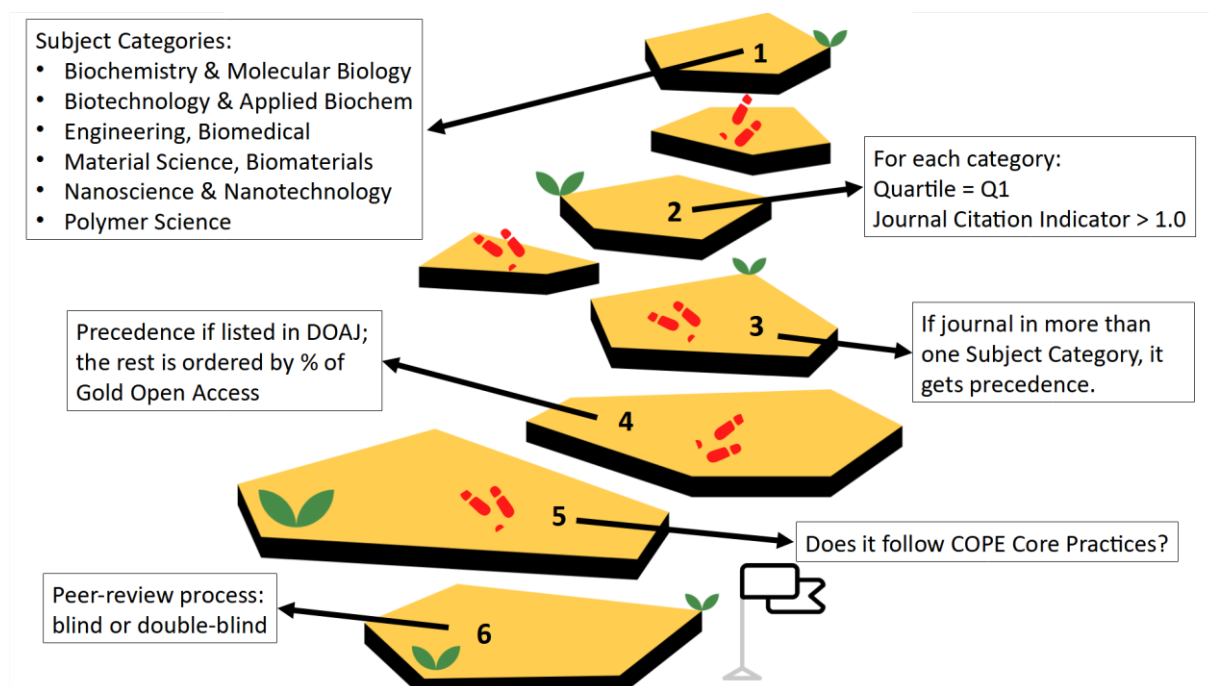 Subject Categories:
• Biochemistry & Molecular Biology
• Biotechnology & Applied Biochem
• Engineering, Biomedical
• Material Science, Biomaterials
• Nanoscience & Nanotechnology
• Polymer Science
1
For each category:
Quartile = Q1
Journal Citation Indicator > 1.0
2
If journal in more than
one Subject Category, it
gets precedence.
3
Precedence if listed in DOAJ;
the rest is ordered by % of
Gold Open Access
4
5
Does it follow COPE Core Practices?
Peer-review process:
blind or double-blind
6